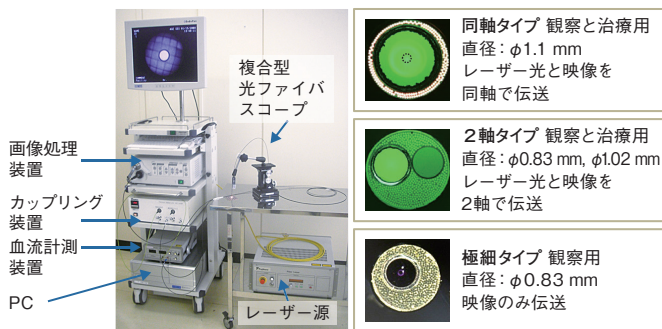 複合型
光ファイバ
スコープ
画像処理
装置
カップリング
装置
血流計測
装置
PC
レーザー源
同軸タイプ 観察と治療用
直径：φ1.1 mm
レーザー光と映像を
同軸で伝送
2軸タイプ 観察と治療用
直径：φ0.83 mm, φ1.02 mm
レーザー光と映像を
2軸で伝送
極細タイプ 観察用
直径：φ0.83 mm
映像のみ伝送